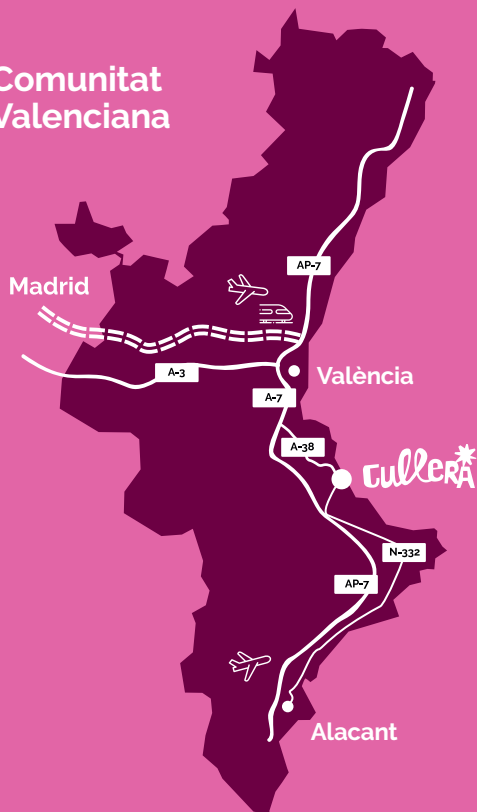 Comunitat
Valenciana
AP-7
Madrid
A-3
València
A-7
A-38
cullerA
N-332
AP-7
Alacant